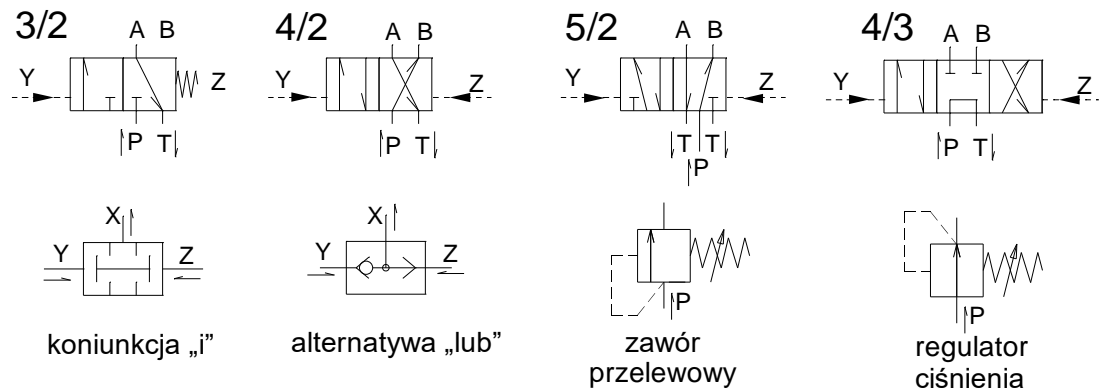 3/2 A B 4/2 A B 5/2 A B 4/3 A B
Y Z Y Z Y Z Y Z
P T P T T T P T
P
X X
Y Z Y Z
P P
koniunkcja „i” alternatywa „lub” zawór regulator
przelewowy ciśnienia